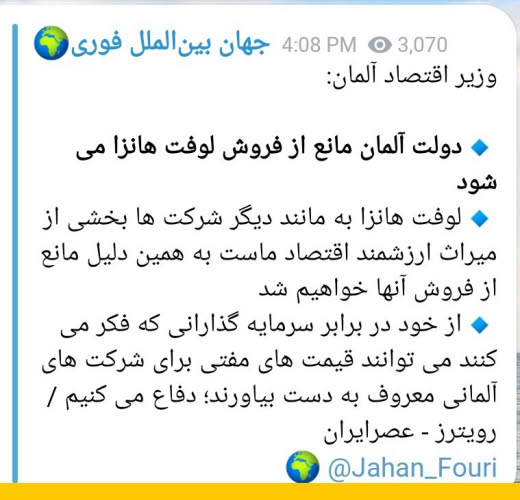 جهان بین‌الملل فوری 4:08 PM 3,070
وزیر اقتصاد آلمان:
دولت آلمان مانع از فروش لوفت هانزا می
شود
لوفت هانزا به مانند دیگر شرکت ها بخشی از
میراث ارزشمند اقتصاد ماست به همین دلیل مانع
از فروش آنها خواهیم شد
از خود در برابر سرمایه گذارانی که فکر می
کنند می توانند قیمت های مفتی برای شرکت های
آلمانی معروف به دست بیاورند؛ دفاع می کنیم /
رویترز - عصرایران
@Jahan_Fouri